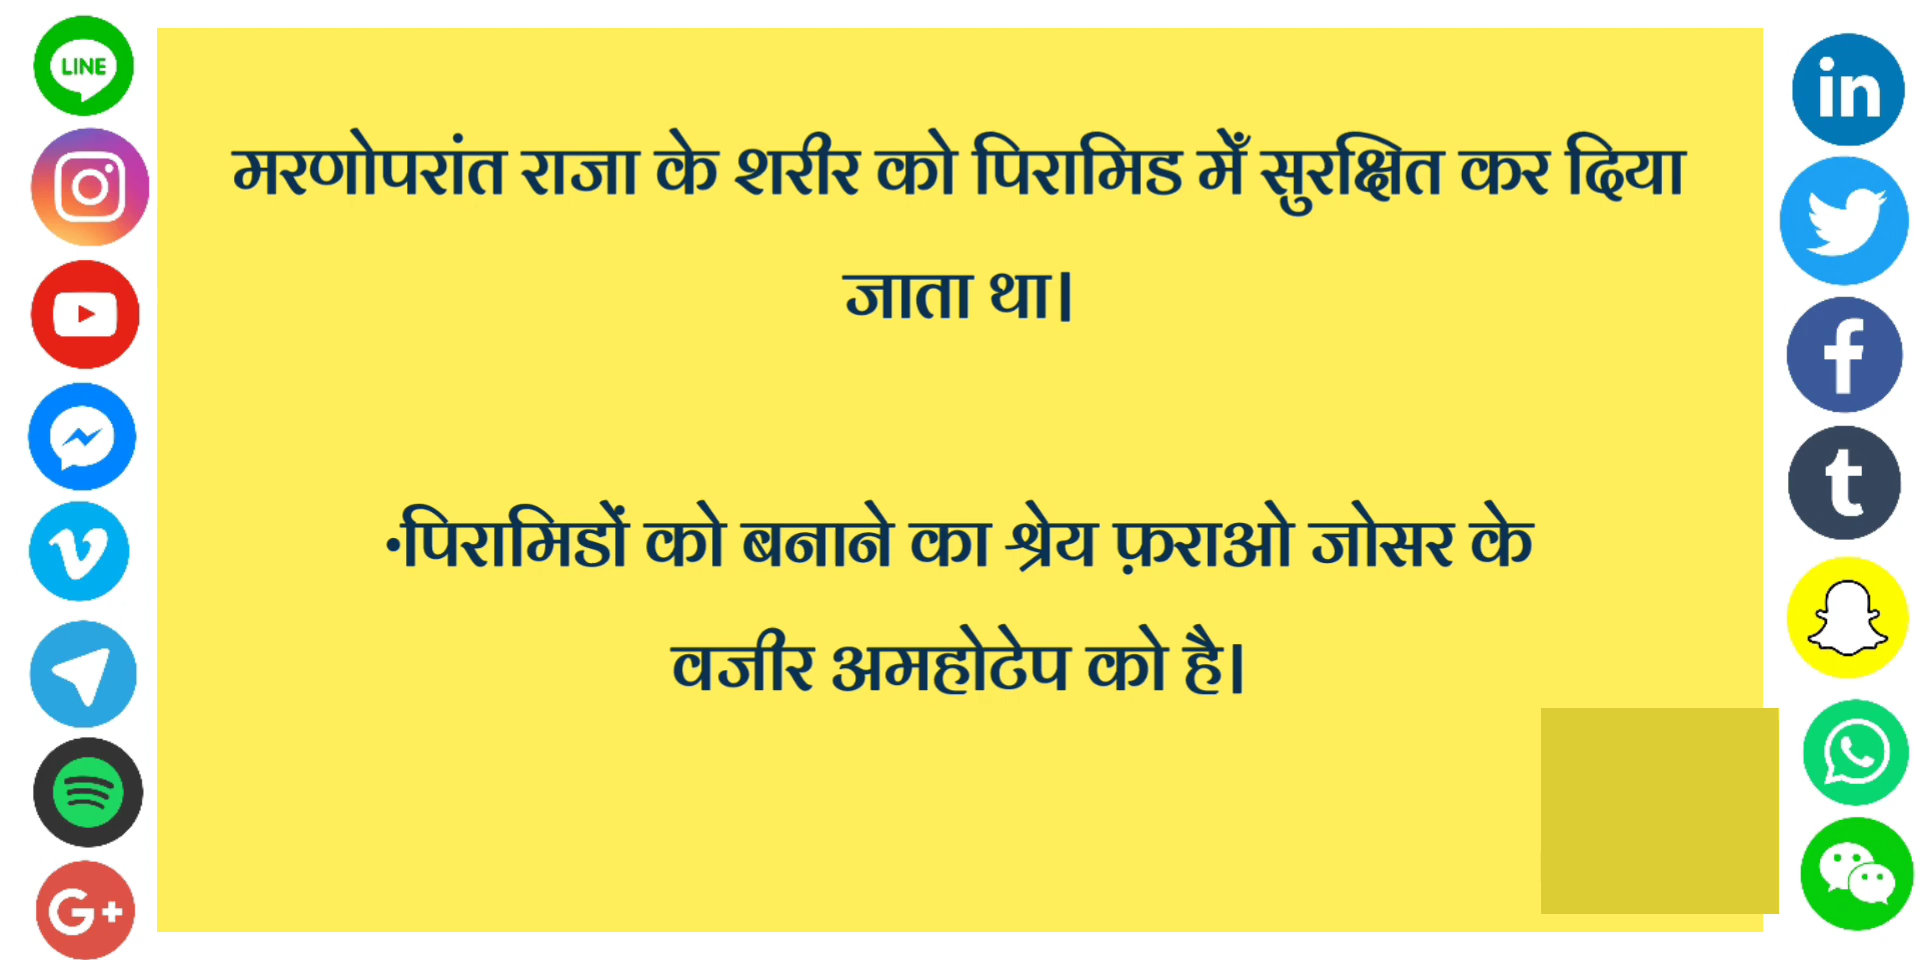 LINE
मरणोपरांत राजा के शरीर को पिरामिड मेँ सुरक्षित कर दिया
जाता था।
•पिरामिडों को बनाने का श्रेय फ़राओ जोसर के
वजीर अमहोटेप को है।